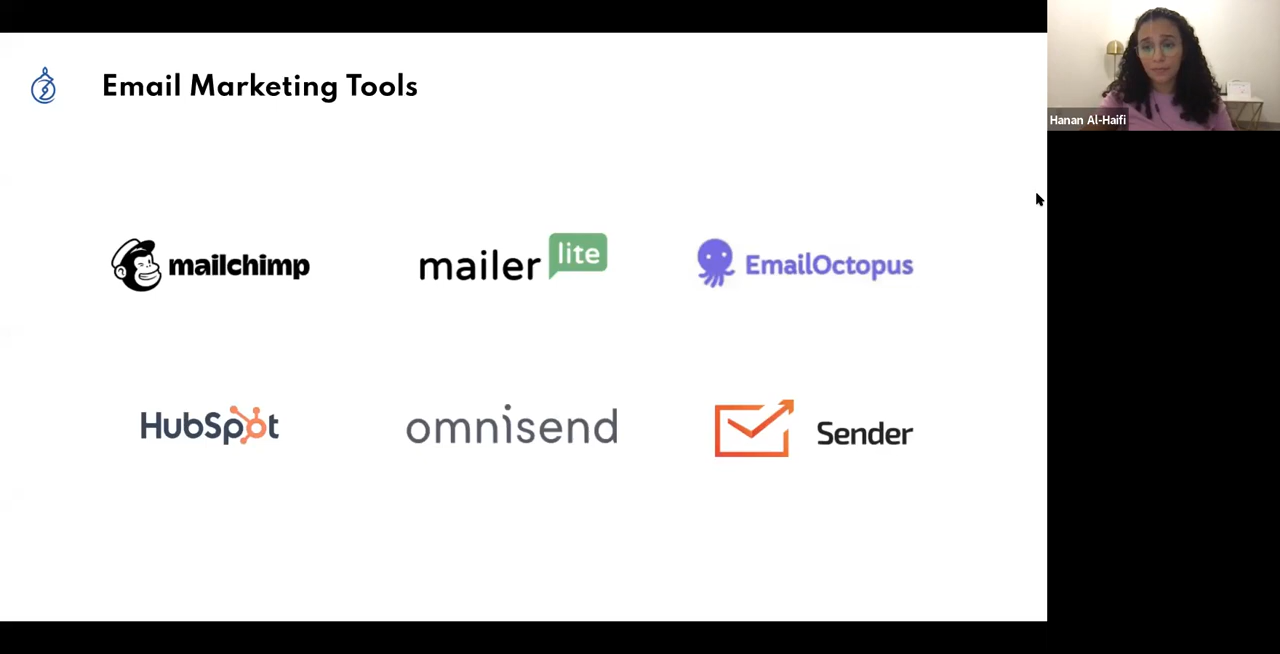 Email Marketing Tools
Hanan Al-Haifi
mailchimp
mailer lite
EmailOctopus
HubSpot
omnisend
Sender